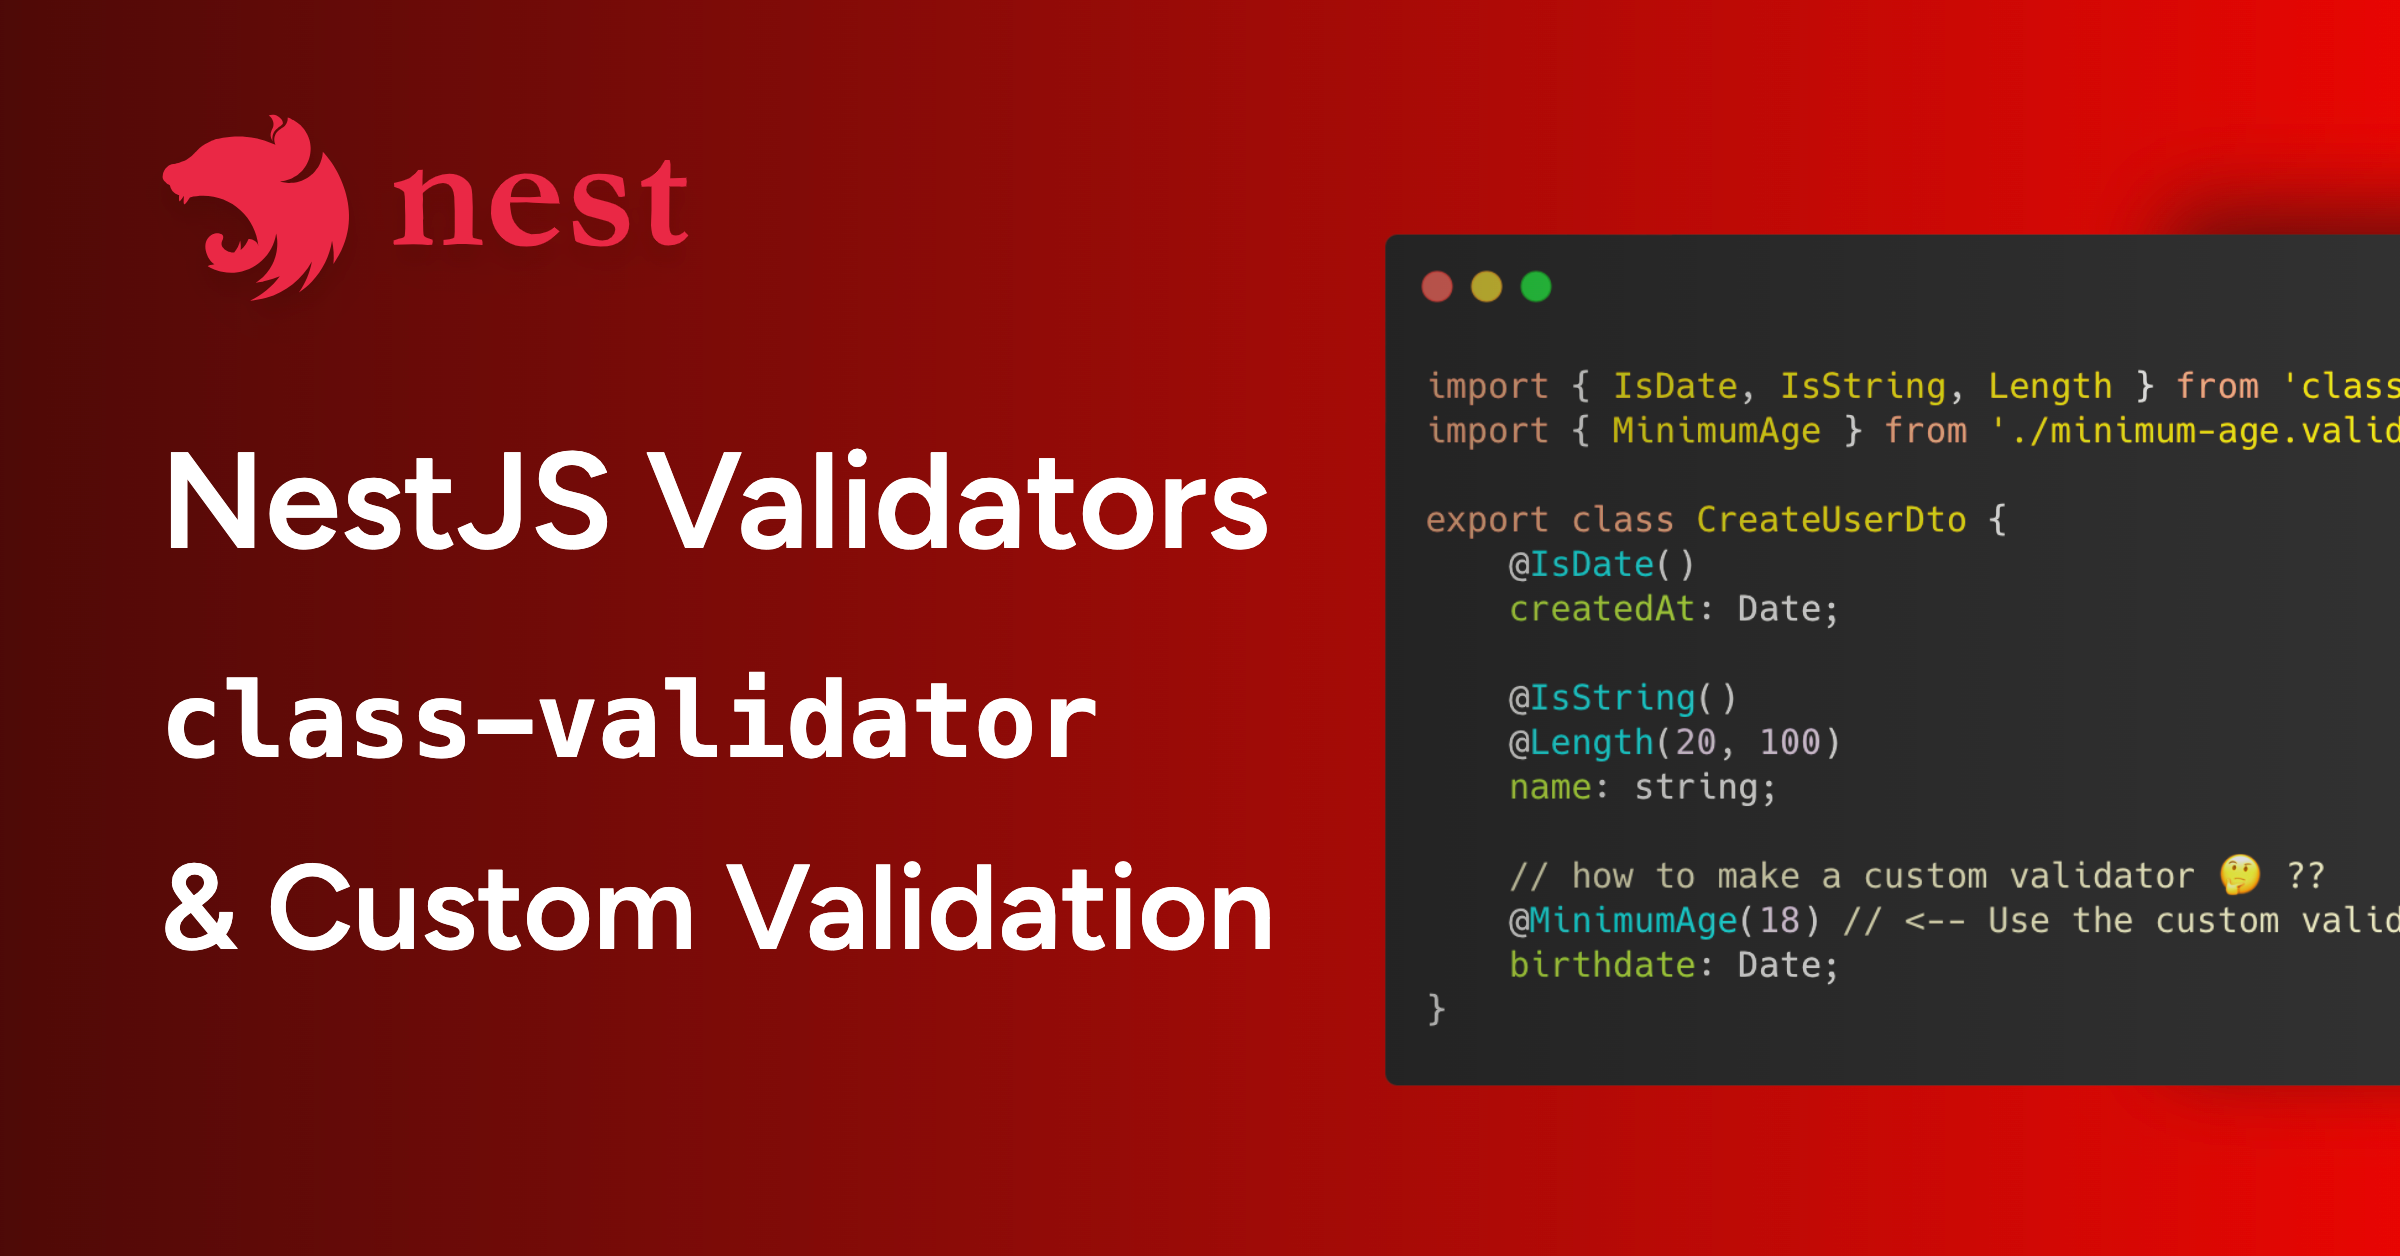 nest
NestJS Validators
class-validator
& Custom Validation
import { IsDate, IsString, Length } from 'class
import { MinimumAge } from './minimum-age.valid
export class CreateUserDto {
@IsDate()
createdAt: Date;
@IsString()
@Length(20, 100)
name: string;
// how to make a custom validator 🤔 ??
@MinimumAge(18) // <-- Use the custom valid
birthdate: Date;
}